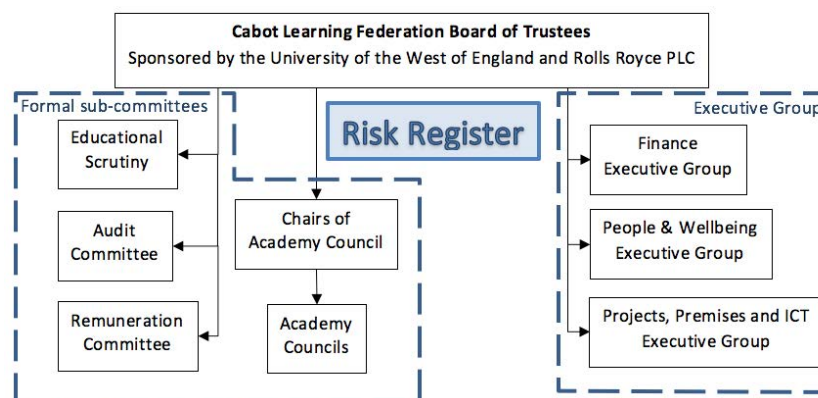 Cabot Learning Federation Board of Trustees
Sponsored by the University of the West of England and Rolls Royce PLC
Formal sub-committees
Educational
Scrutiny
Audit
Committee
Remuneration
Committee
Risk Register
Chairs of
Academy Council
Academy
Councils
Executive Group
Finance
Executive Group
People & Wellbeing
Executive Group
Projects, Premises and ICT
Executive Group